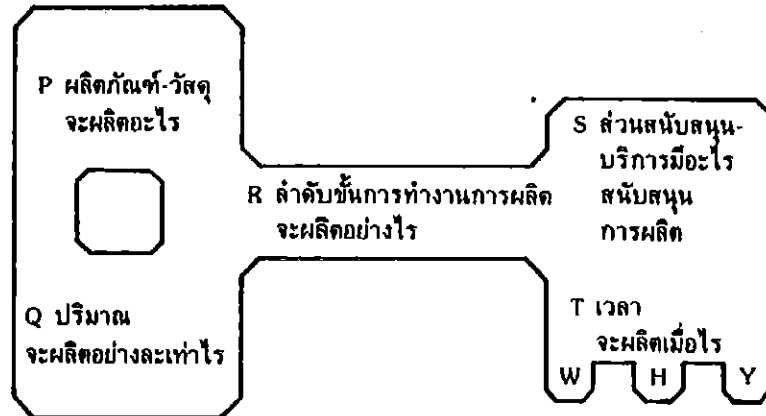 P ผลิตภัณฑ์-วัสดุ
จะผลิตอะไร
Q ปริมาณ
จะผลิตอย่างละเท่าไร
R ลำดับขั้นการทำงานการผลิต
จะผลิตอย่างไร
S ส่วนสนับสนุน-
บริการมีอะไร
สนับสนุน
การผลิต
T เวลา
จะผลิตเมื่อไร
W H Y